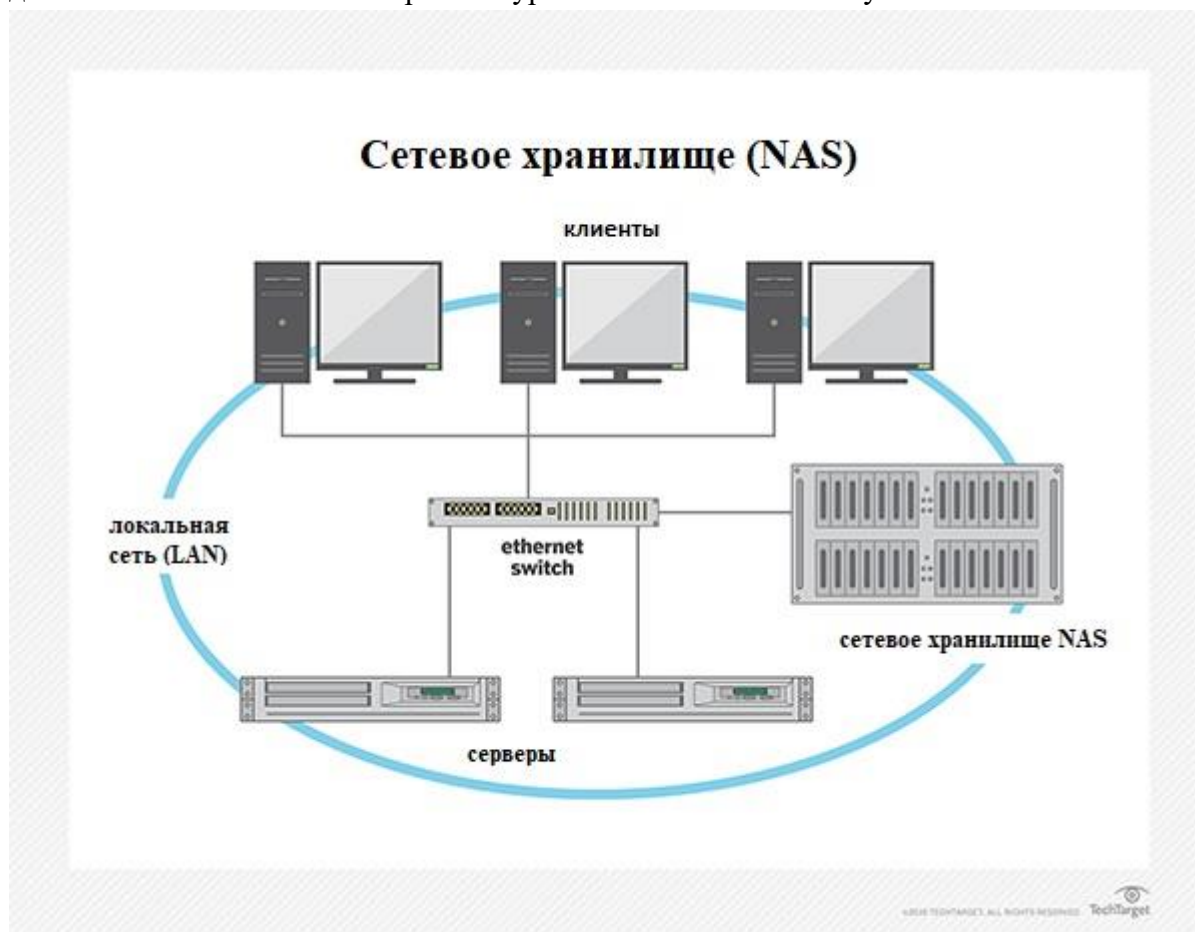 Сетевое хранилище (NAS)
клиенты
локальная
сеть (LAN)
ethernet
switch
сетевое хранилище NAS
серверы
TechTarget